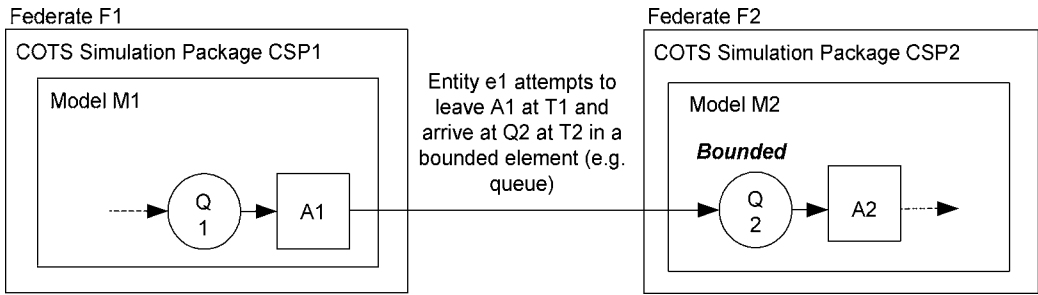 Federate F1
COTS Simulation Package CSP1
Model M1
Q
1
A1
Entity e1 attempts to
leave A1 at T1 and
arrive at Q2 at T2 in a
bounded element (e.g.
queue)
Federate F2
COTS Simulation Package CSP2
Model M2
Bounded
Q
2
A2